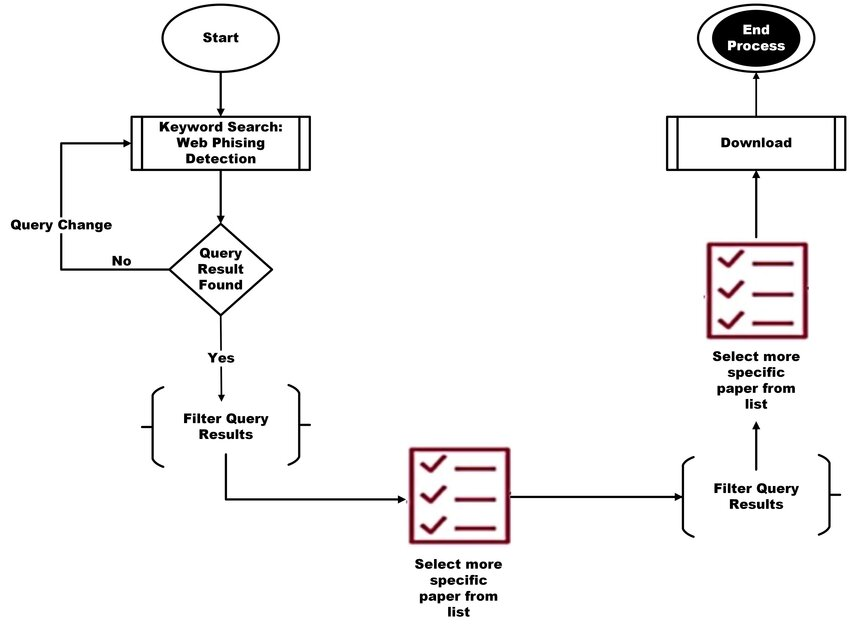 Start
Keyword Search:
Web Phising
Detection
Query Change
No
Query
Result
Found
Yes
Filter Query
Results
Select more
specific
paper from
list
Filter Query
Results
Select more
specific
paper from
list
Download
End
Process